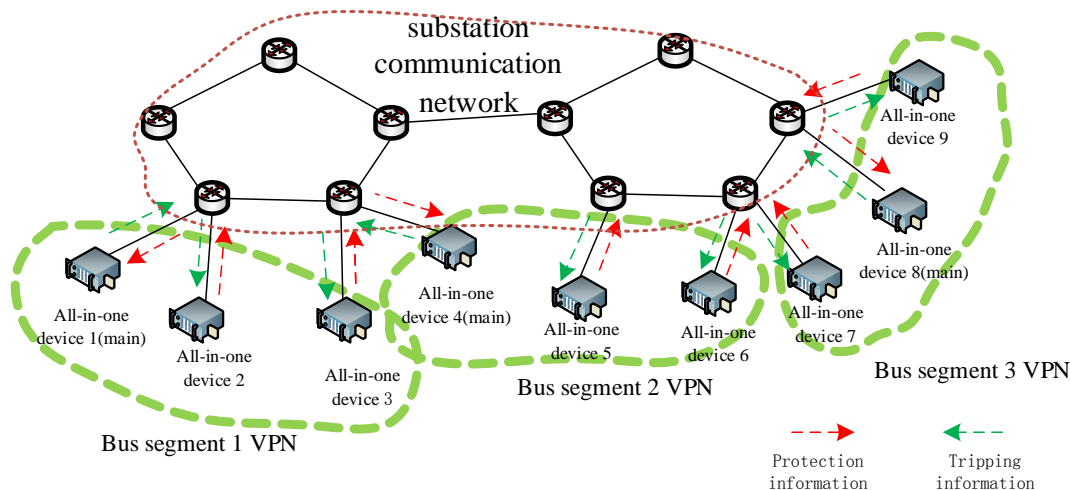 substation
communication
network
All-in-one
device 9
All-in-one
device 8(main)
All-in-one
device 1(main)
All-in-one
device 2
All-in-one
device 3
All-in-one
device 4(main)
All-in-one
device 5
All-in-one
device 6
All-in-one
device 7
Bus segment 1 VPN
Bus segment 2 VPN
Bus segment 3 VPN
Protection
information
Tripping
information